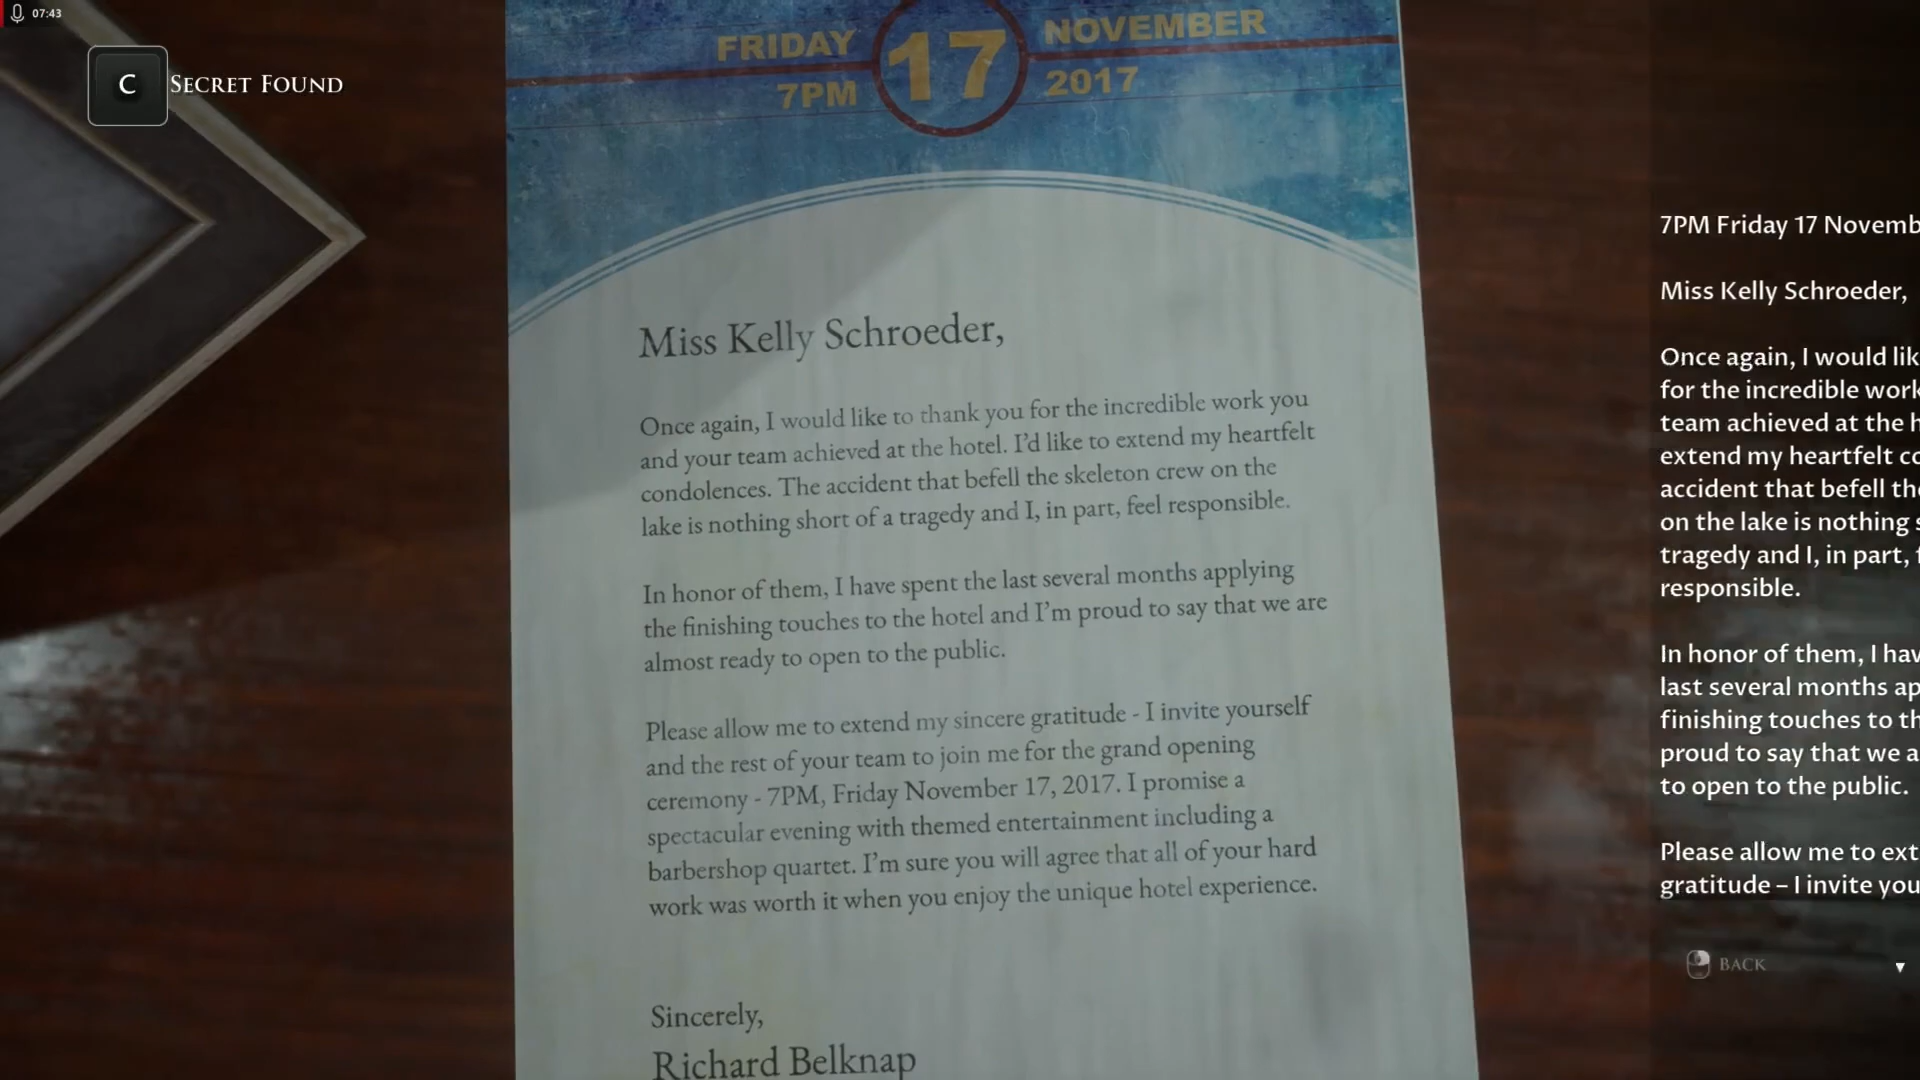 07:43
C SECRET FOUND
FRIDAY 17 NOVEMBER
7PM 2017
Miss Kelly Schroeder,
Once again, I would like to thank you for the incredible work you
and your team achieved at the hotel. I'd like to extend my heartfelt
condolences. The accident that befell the skeleton crew on the
lake is nothing short of a tragedy and I, in part, feel responsible.
In honor of them, I have spent the last several months applying
the finishing touches to the hotel and I'm proud to say that we are
almost ready to open to the public.
Please allow me to extend my sincere gratitude - I invite yourself
and the rest of your team to join me for the grand opening
ceremony - 7PM, Friday November 17, 2017. I promise a
spectacular evening with themed entertainment including a
barbershop quartet. I'm sure you will agree that all of your hard
work was worth it when you enjoy the unique hotel experience.
Sincerely,
Richard Belknap
7PM Friday 17 Novemb
Miss Kelly Schroeder,
Once again, I would lik
for the incredible work
team achieved at the h
extend my heartfelt co
accident that befell the
on the lake is nothing s
tragedy and I, in part, f
responsible.
In honor of them, I hav
last several months ap
finishing touches to th
proud to say that we a
to open to the public.
Please allow me to ext
gratitude – I invite you
BACK